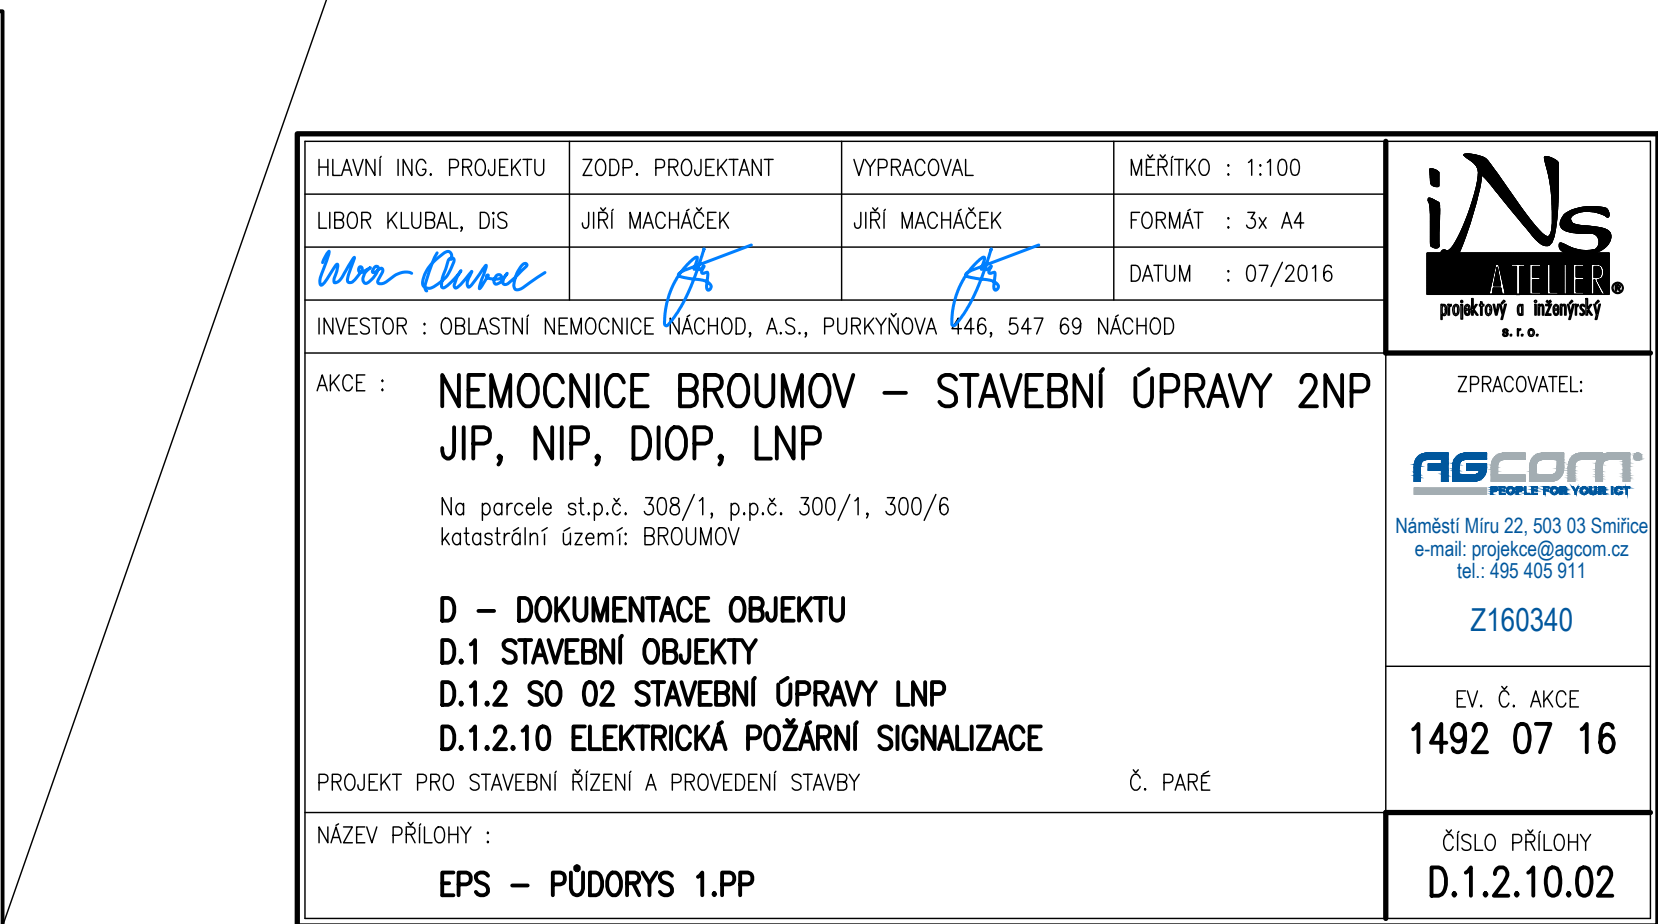 HLAVNÍ ING. PROJEKTU ZODP. PROJEKTANT VYPRACOVAL MĚŘÍTKO : 1:100
LIBOR KLUBAL, DiS JIŘÍ MACHÁČEK JIŘÍ MACHÁČEK FORMÁT : 3x A4
Libor Klubal DATUM : 07/2016
INVESTOR : OBLASTNÍ NEMOCNICE NÁCHOD, A.S., PURKYŇOVA 446, 547 69 NÁCHOD
iNs
ATELIER®
projektový a inženýrský
s. r. o.
AKCE : NEMOCNICE BROUMOV – STAVEBNÍ ÚPRAVY 2NP
JIP, NIP, DIOP, LNP
Na parcele st.p.č. 308/1, p.p.č. 300/1, 300/6
katastrální území: BROUMOV
D – DOKUMENTACE OBJEKTU
D.1 STAVEBNÍ OBJEKTY
D.1.2 SO 02 STAVEBNÍ ÚPRAVY LNP
D.1.2.10 ELEKTRICKÁ POŽÁRNÍ SIGNALIZACE
PROJEKT PRO STAVEBNÍ ŘÍZENÍ A PROVEDENÍ STAVBY Č. PARÉ
ZPRACOVATEL:
AGCOM
PEOPLE FOR YOUR ICT
Náměstí Míru 22, 503 03 Smiřice
e-mail: projekce@agcom.cz
tel.: 495 405 911
Z160340
EV. Č. AKCE
1492 07 16
NÁZEV PŘÍLOHY :
EPS – PŮDORYS 1.PP
ČÍSLO PŘÍLOHY
D.1.2.10.02